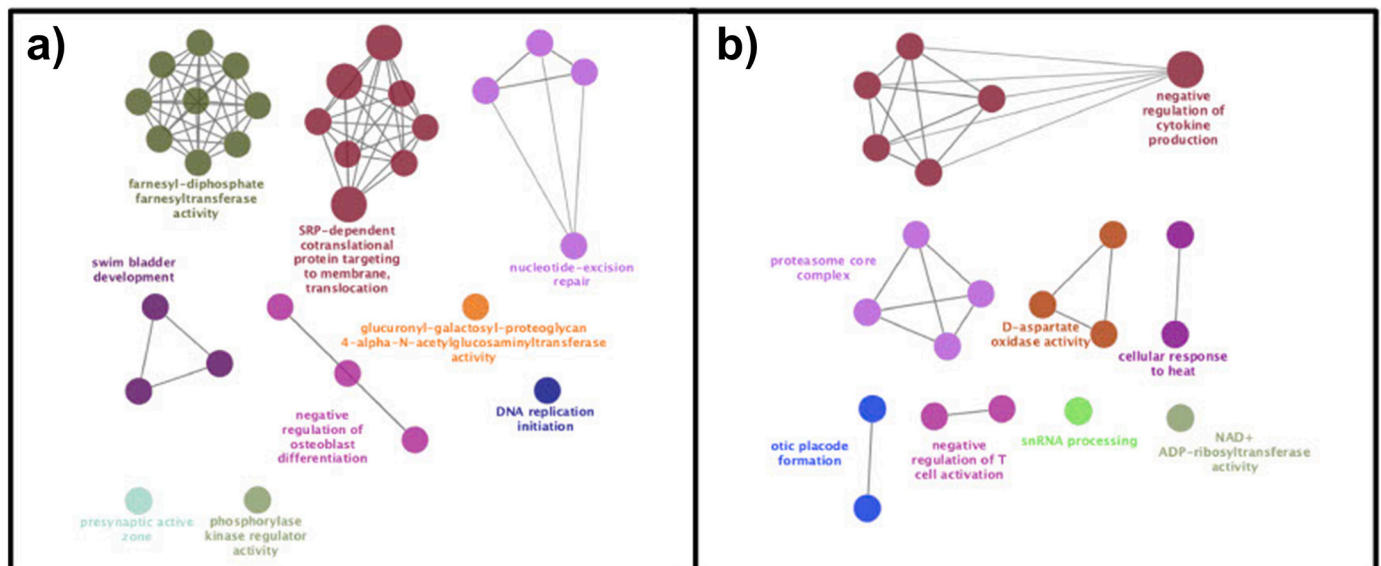 a)
farnesyl-diphosphate
farnesyltransferase
activity
SRP-dependent
cotranslational
protein targeting
to membrane,
translocation
nucleotide-excision
repair
swim bladder
development
glucuronyl-galactosyl-proteoglycan
4-alpha-N-acetylglucosaminyltransferase
activity
negative
regulation of
osteoblast
differentiation
DNA replication
initiation
presynaptic active
zone
phosphorylase
kinase regulator
activity
b)
negative
regulation of
cytokine
production
proteasome core
complex
D-aspartate
oxidase activity
cellular response
to heat
otic placode
formation
negative
regulation of T
cell activation
snRNA processing
NAD+
ADP-ribosyltransferase
activity